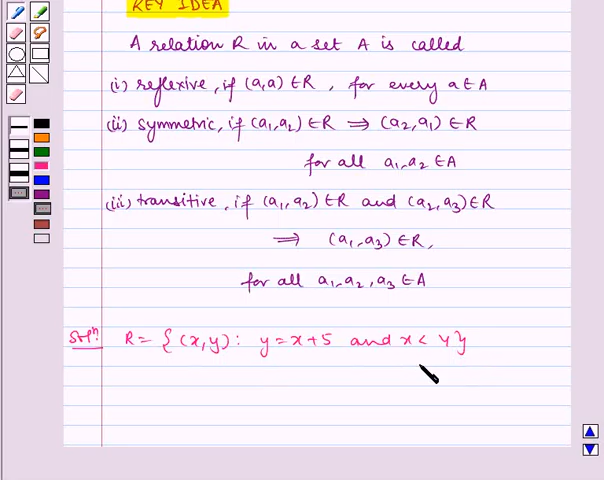 KEY IDEA
A relation R in a set A is called
(i) reflexive, if (a,a) ∈ R, for every a ∈ A
(ii) symmetric, if (a₁,a₂) ∈ R ⟹ (a₂,a₁) ∈ R
for all a₁,a₂ ∈ A
(iii) transitive, if (a₁,a₂) ∈ R and (a₂,a₃) ∈ R
⟹ (a₁,a₃) ∈ R,
for all a₁,a₂,a₃ ∈ A
Solⁿ R = {(x,y): y = x+5 and x < 4}